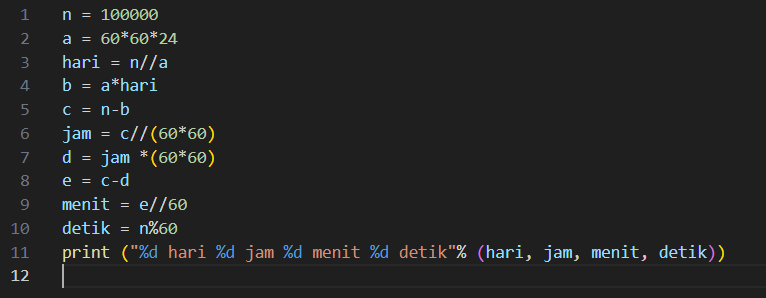 1 n = 100000
2 a = 60*60*24
3 hari = n//a
4 b = a*hari
5 c = n-b
6 jam = c//(60*60)
7 d = jam *(60*60)
8 e = c-d
9 menit = e//60
10 detik = n%60
11 print ("%d hari %d jam %d menit %d detik"% (hari, jam, menit, detik))
12